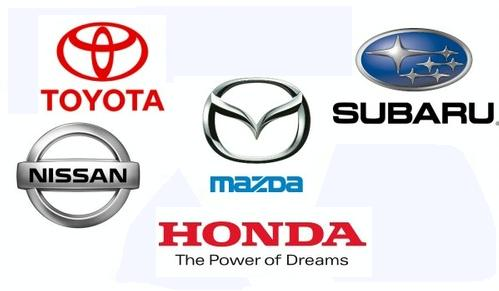 TOYOTA
SUBARU
NISSAN
mazda
HONDA
The Power of Dreams